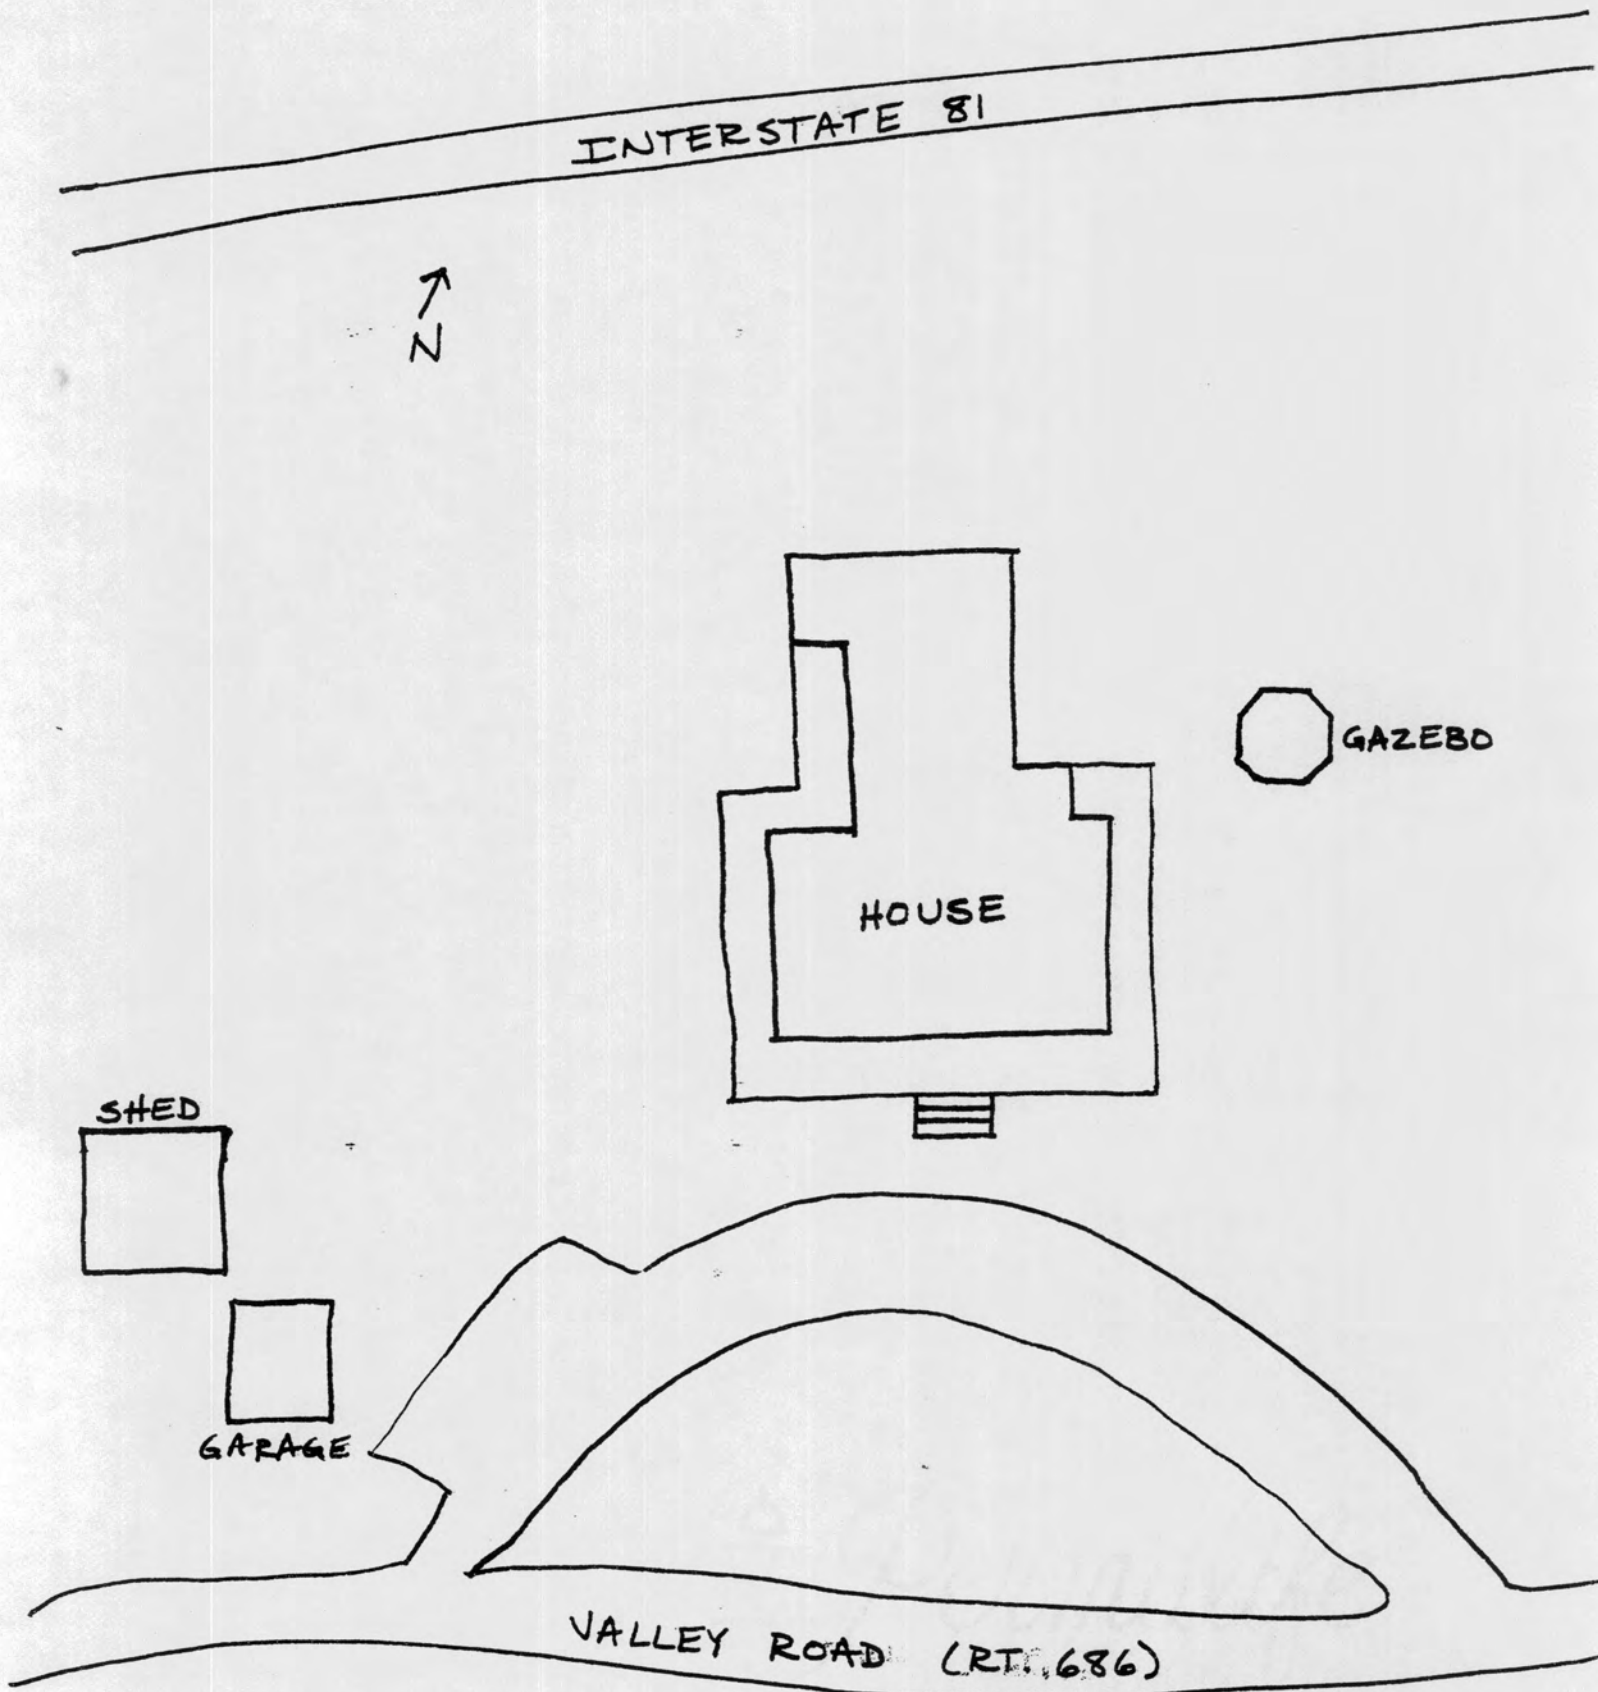 INTERSTATE 81
N
GAZEBO
HOUSE
SHED
GARAGE
VALLEY ROAD (RT. 686)